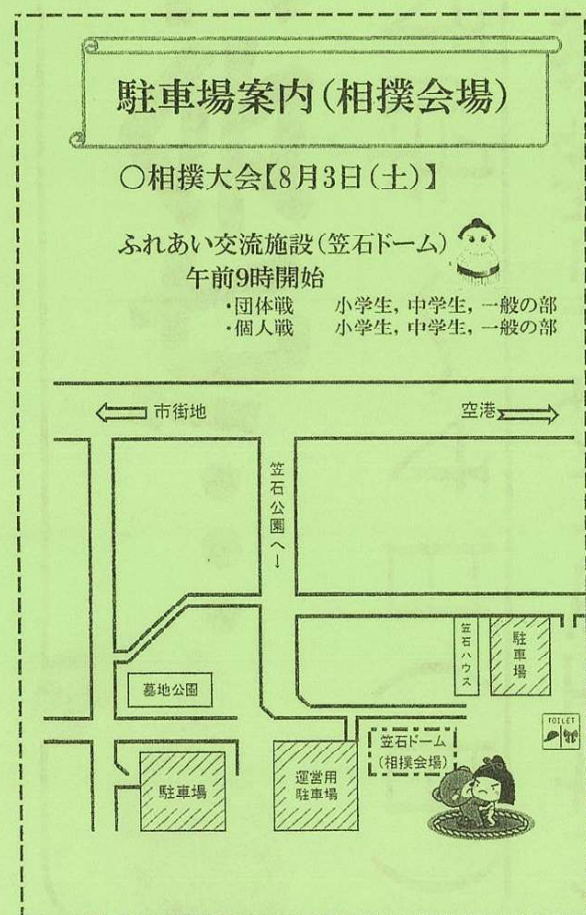 駐車場案内(相撲会場)
○相撲大会【8月3日(土)】
ふれあい交流施設(笠石ドーム)
午前9時開始
・団体戦 小学生, 中学生, 一般の部
・個人戦 小学生, 中学生, 一般の部
市街地
空港
笠石公園へ↓
笠石ハウス
駐車場
墓地公園
TOILET
笠石ドーム
(相撲会場)
駐車場
運営用
駐車場